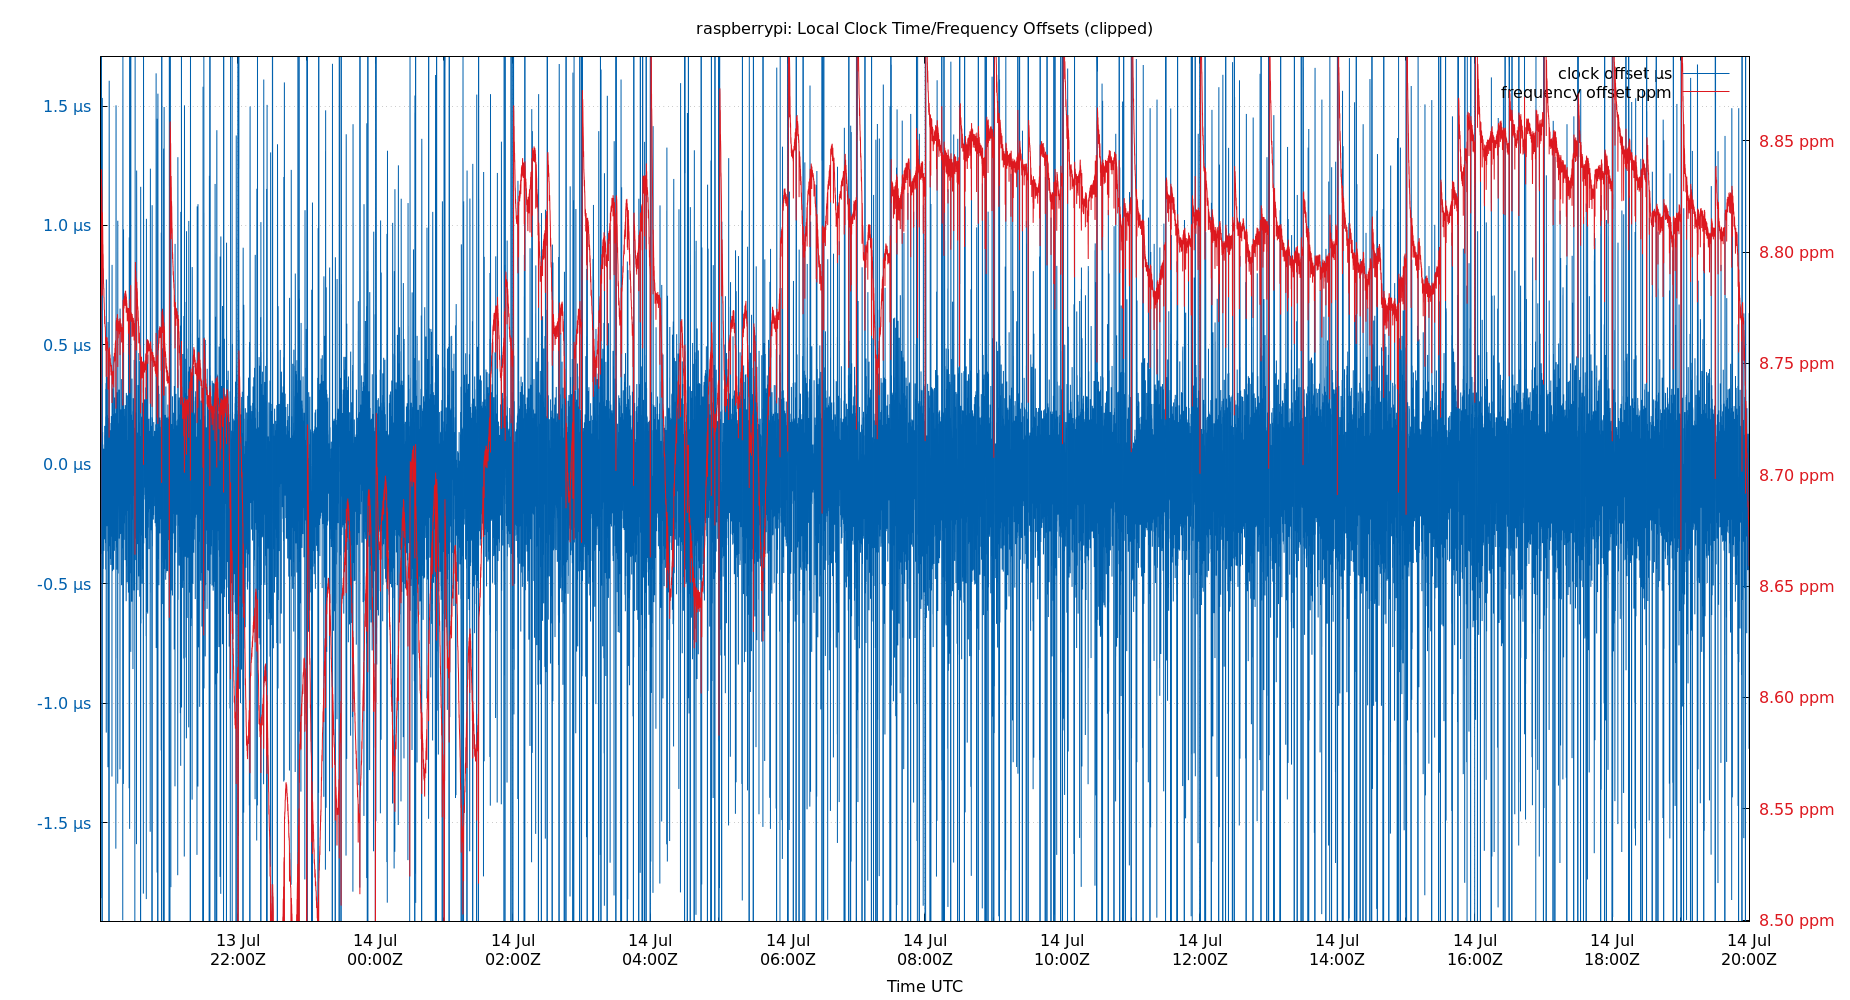 raspberrypi: Local Clock Time/Frequency Offsets (clipped)
clock offset µs
frequency offset ppm
1.5 µs
1.0 µs
0.5 µs
0.0 µs
-0.5 µs
-1.0 µs
-1.5 µs
8.85 ppm
8.80 ppm
8.75 ppm
8.70 ppm
8.65 ppm
8.60 ppm
8.55 ppm
8.50 ppm
13 Jul
22:00Z
14 Jul
00:00Z
14 Jul
02:00Z
14 Jul
04:00Z
14 Jul
06:00Z
14 Jul
08:00Z
14 Jul
10:00Z
14 Jul
12:00Z
14 Jul
14:00Z
14 Jul
16:00Z
14 Jul
18:00Z
14 Jul
20:00Z
Time UTC